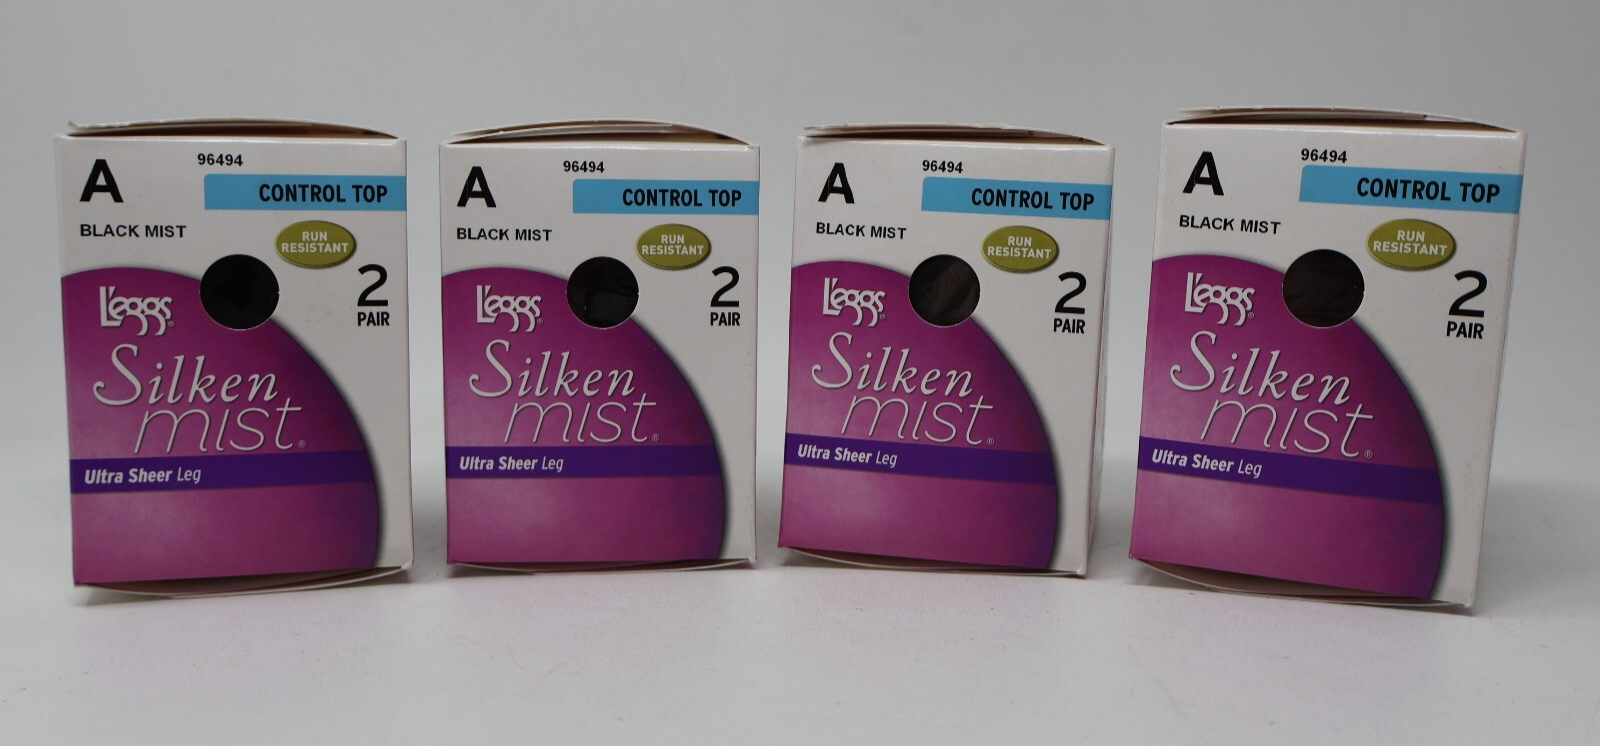 A
96494
CONTROL TOP
BLACK MIST
RUN
RESISTANT
2
PAIR
L'eggs®
Silken
mist®
Ultra Sheer Leg
A
96494
CONTROL TOP
BLACK MIST
RUN
RESISTANT
2
PAIR
L'eggs®
Silken
mist®
Ultra Sheer Leg
A
96494
CONTROL TOP
BLACK MIST
RUN
RESISTANT
2
PAIR
L'eggs®
Silken
mist®
Ultra Sheer Leg
A
96494
CONTROL TOP
BLACK MIST
RUN
RESISTANT
2
PAIR
L'eggs®
Silken
mist®
Ultra Sheer Leg